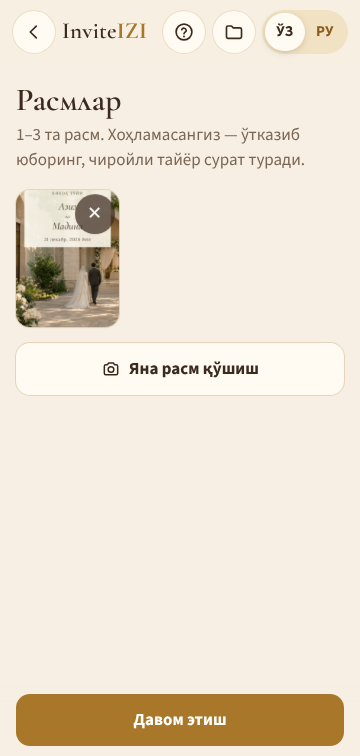 InviteIZI
ЎЗ
РУ
Расмлар
1–3 та расм. Хоҳламасангиз — ўтказиб
юборинг, чиройли тайёр сурат туради.
Яна расм қўшиш
Давом этиш